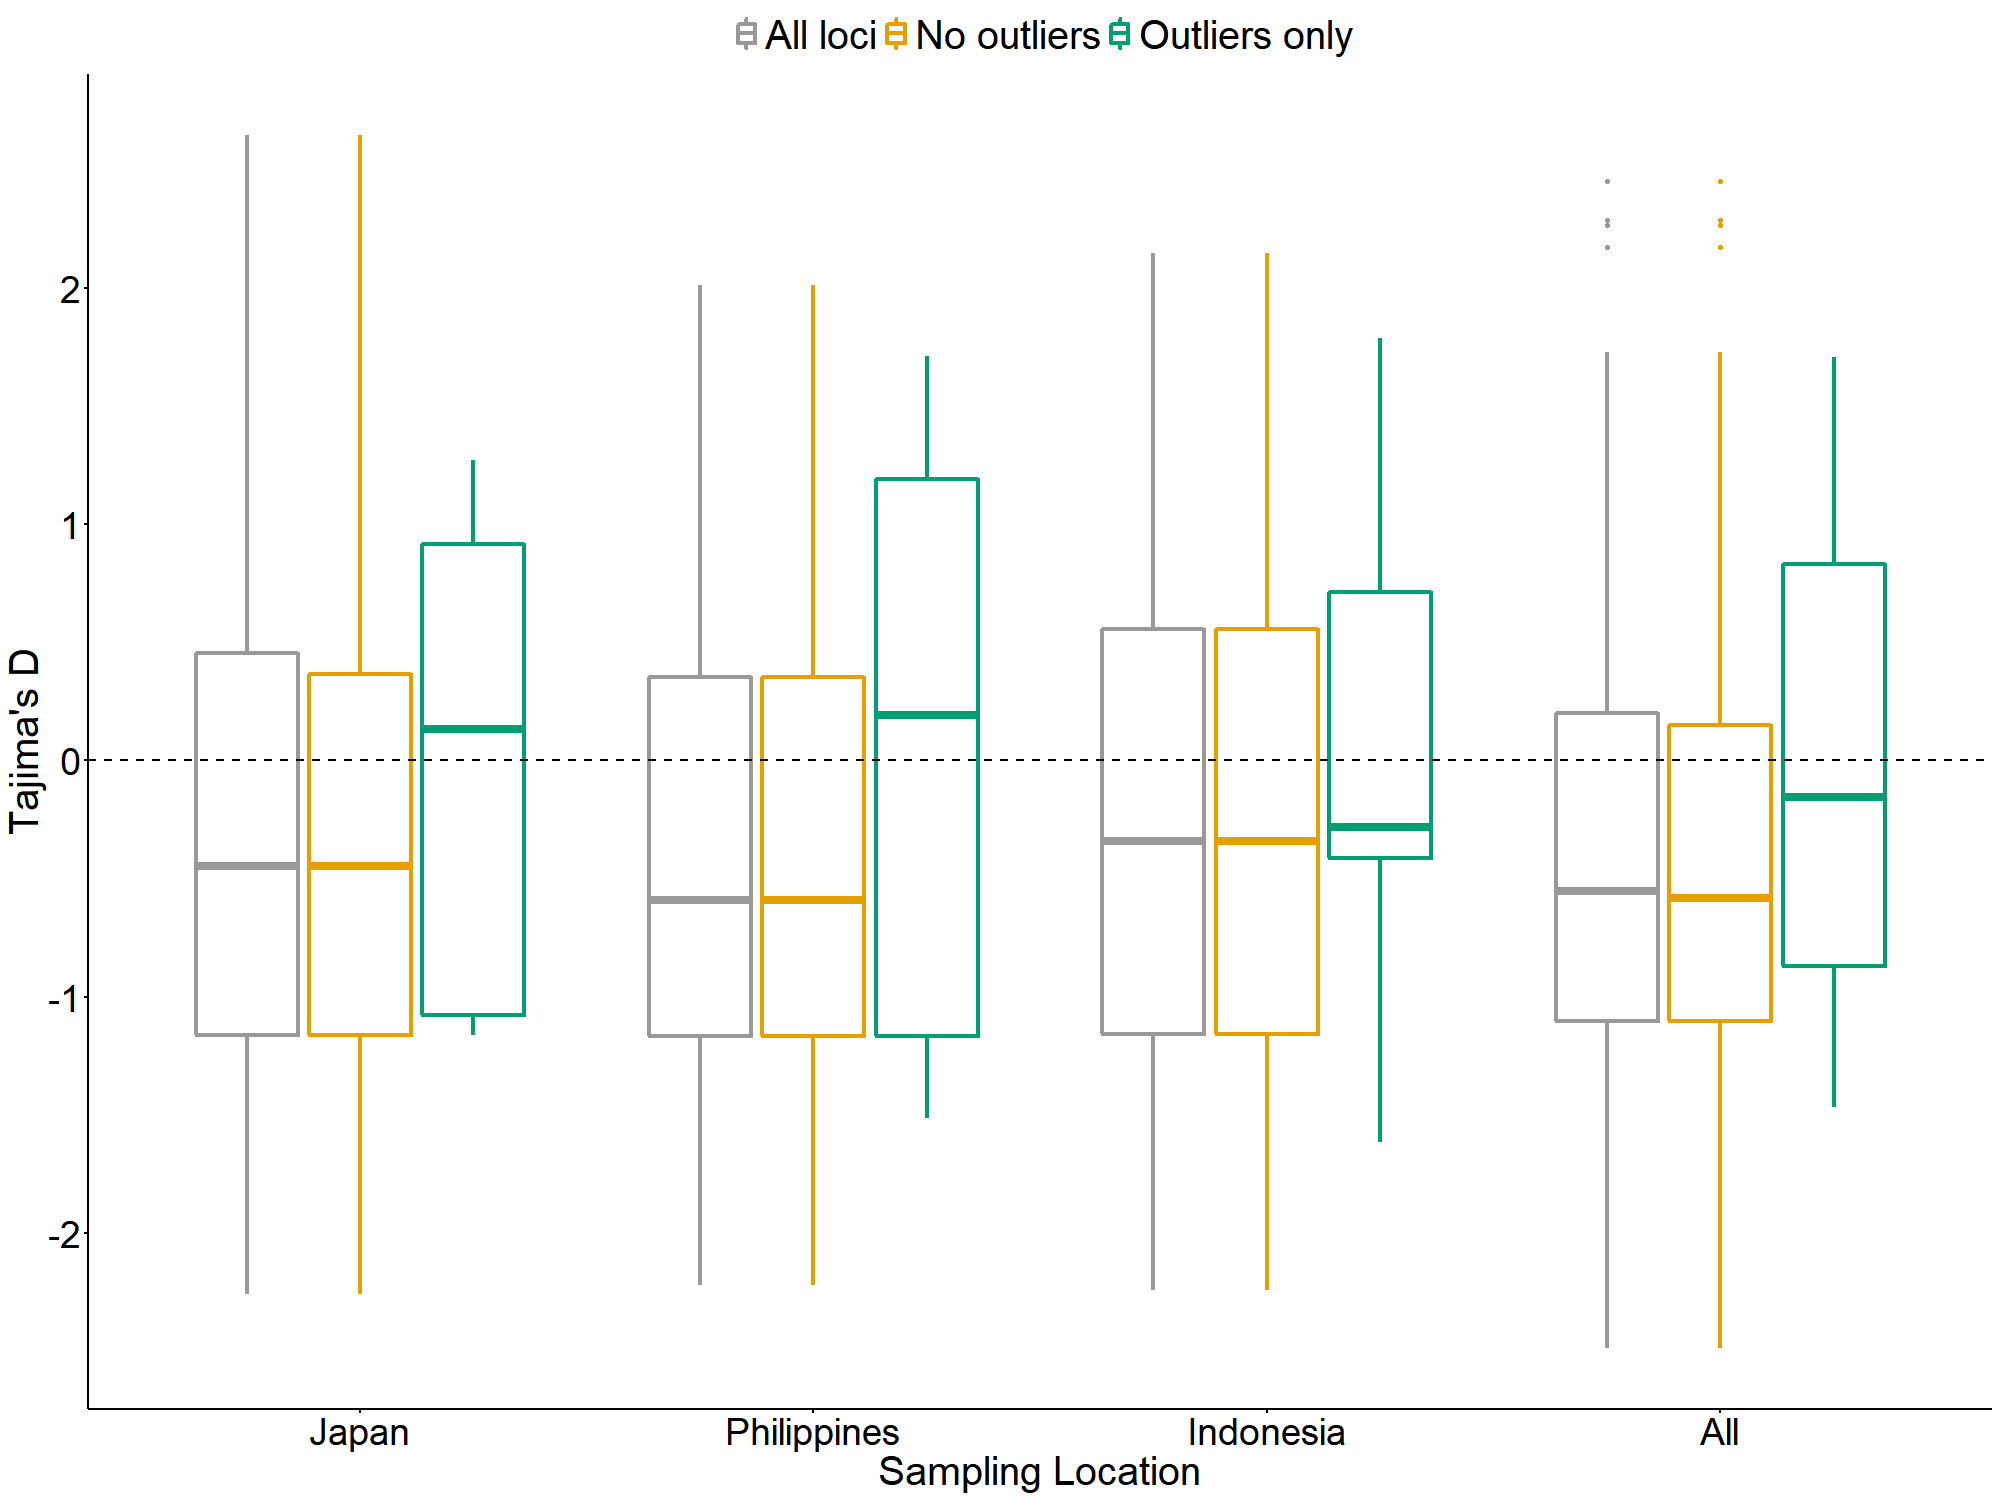 All loci No outliers Outliers only
Tajima's D
2
1
0
-1
-2
Japan Philippines Indonesia All
Sampling Location